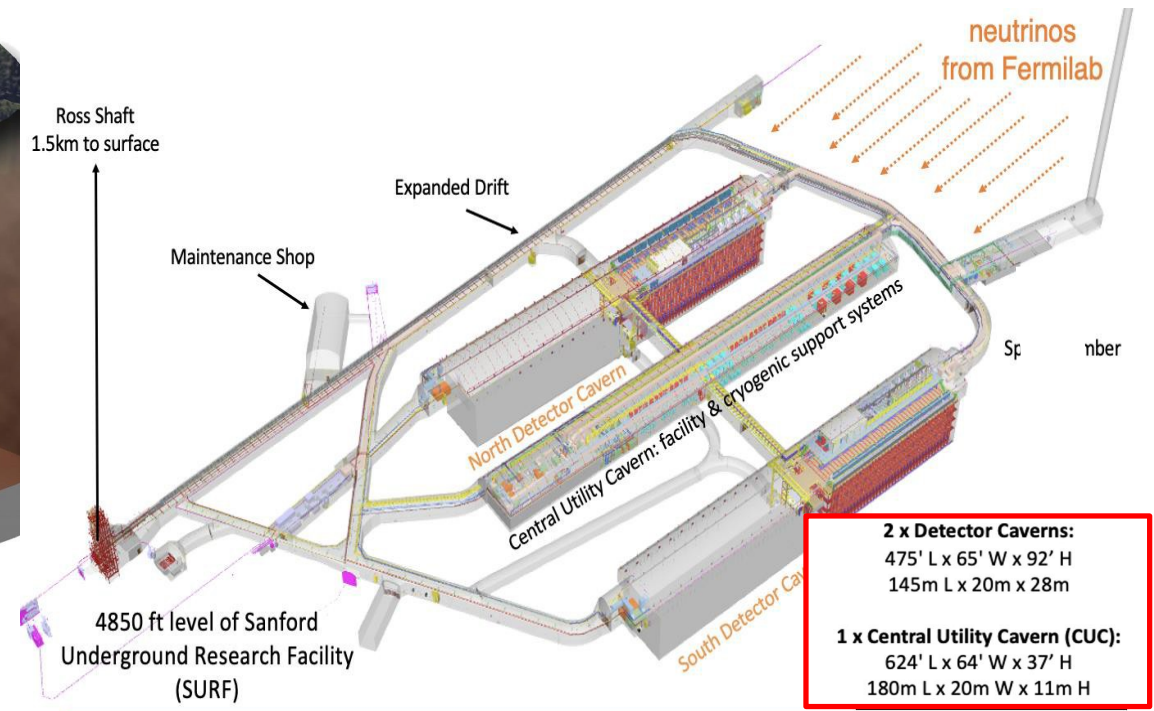 neutrinos
from Fermilab
Ross Shaft
1.5km to surface
Expanded Drift
Maintenance Shop
North Detector Cavern
Central Utility Cavern: facility & cryogenic support systems
South Detector
4850 ft level of Sanford
Underground Research Facility
(SURF)
2 x Detector Caverns:
475' L x 65' W x 92’ H
145m L x 20m x 28m
1 x Central Utility Cavern (CUC):
624' L x 64' W x 37’ H
180m L x 20m W x 11m H